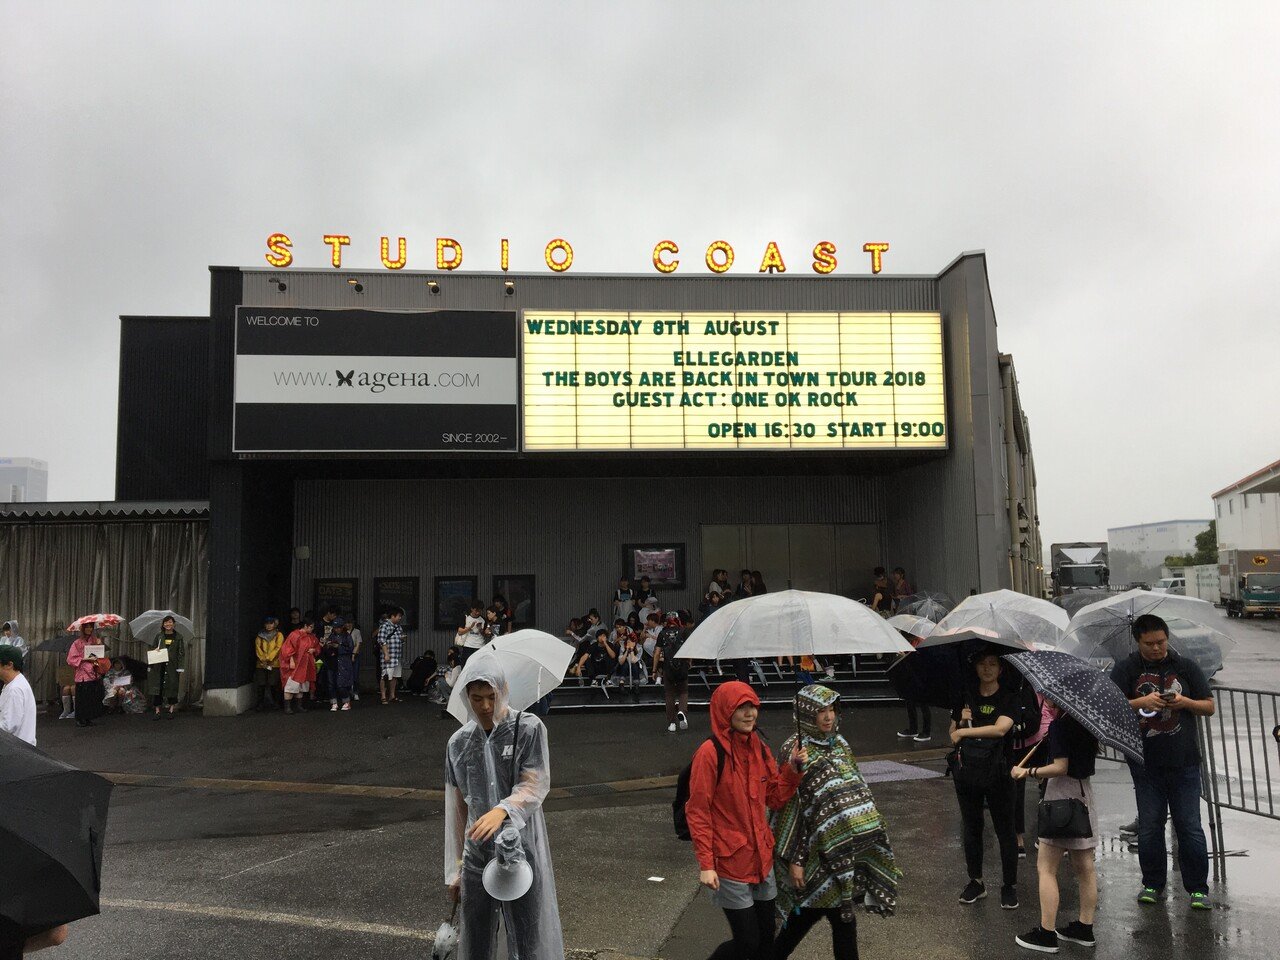 STUDIO COAST
WELCOME TO
WWW.ageHa.COM
SINCE 2002-
WEDNESDAY 8TH AUGUST
ELLEGARDEN
THE BOYS ARE BACK IN TOWN TOUR 2018
GUEST ACT : ONE OK ROCK
OPEN 16:30 START 19:00